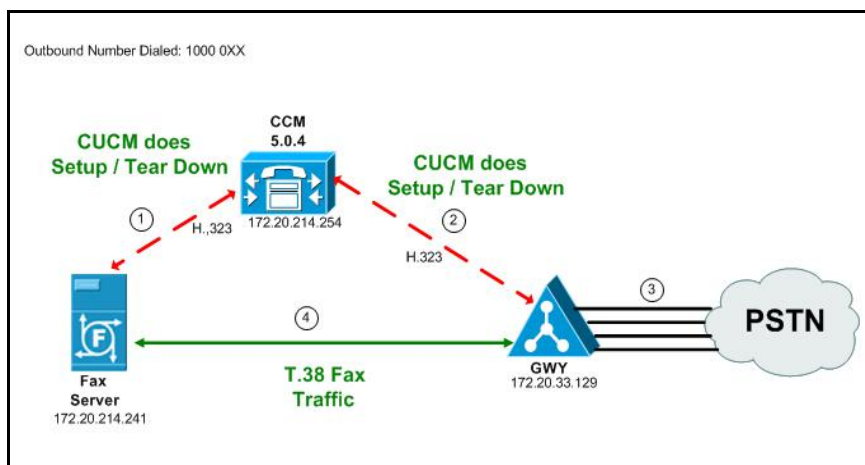 Outbound Number Dialed: 1000 0XX
CCM
5.0.4
CUCM does
Setup / Tear Down
CUCM does
Setup / Tear Down
172.20.214.254
1
H.,323
2
H.323
3
PSTN
4
F
T.38 Fax
Traffic
Fax
Server
172.20.214.241
GWY
172.20.33.129